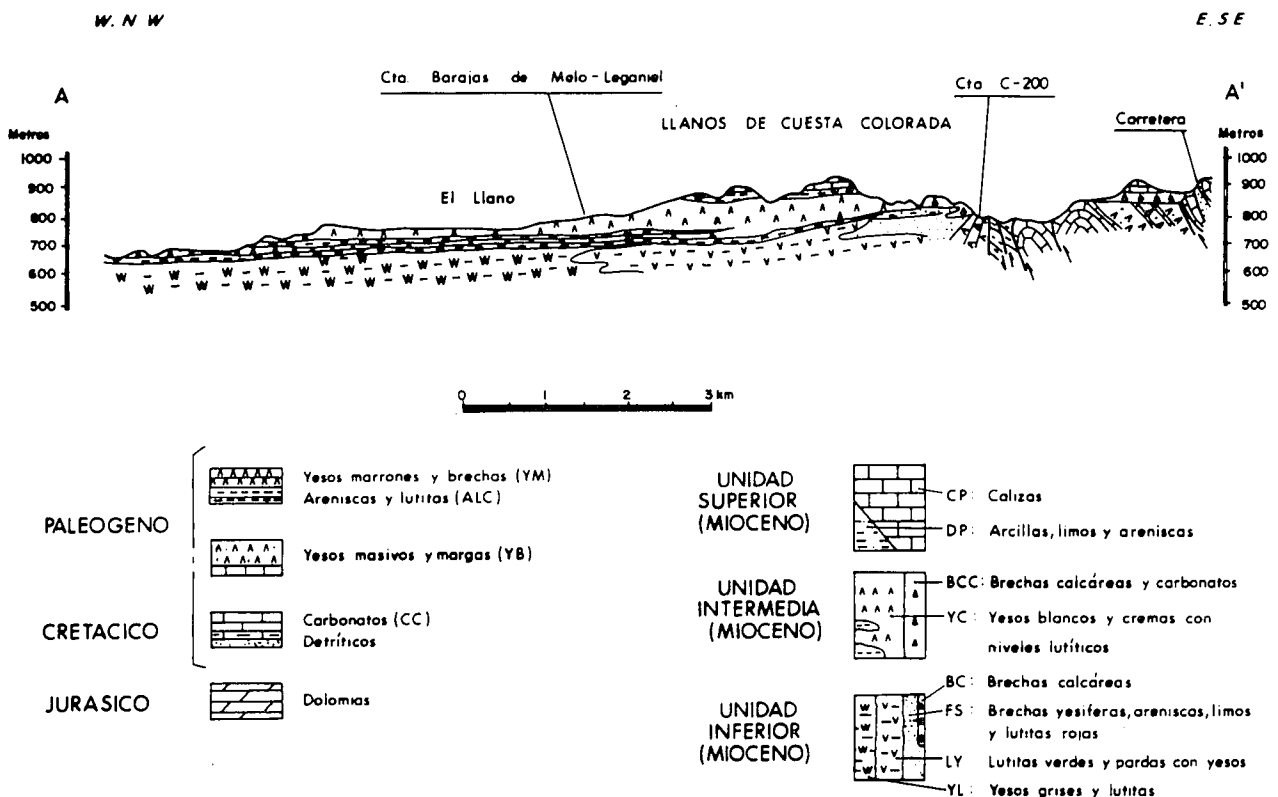 W. N W
E. SE
Cta. Barajas de Melo - Leganiel
Cta C-200
A
A'
LLANOS DE CUESTA COLORADA
Carretera
Metros
Metros
1000
900
800
700
600
500
El Llano
1000
900
800
700
600
500
0 1 2 3 km
PALEOGENO
Yesos marrones y brechas (YM)
Areniscas y lutitas (ALC)
Yesos masivos y margas (YB)
CRETACICO
Carbonatos (CC)
Detríticos
JURASICO
Dolomias
UNIDAD
SUPERIOR
(MIOCENO)
CP: Calizas
DP: Arcillas, limos y areniscas
UNIDAD
INTERMEDIA
(MIOCENO)
BCC: Brechas calcáreas y carbonatos
YC: Yesos blancos y cremas con
niveles lutíticos
UNIDAD
INFERIOR
(MIOCENO)
BC: Brechas calcáreas
FS: Brechas yesiferas, areniscas, limos
y lutitas rojas
LY Lutitas verdes y pardas con yesos
YL: Yesos grises y lutitas